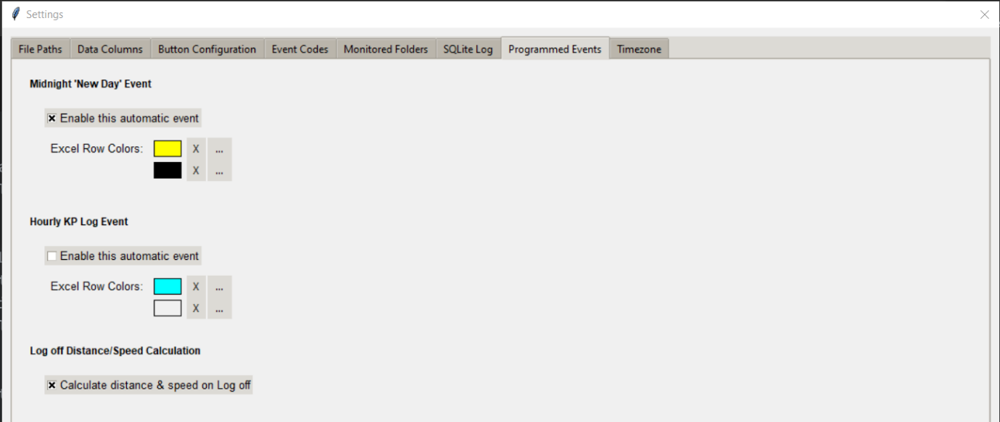 Settings
File Paths Data Columns Button Configuration Event Codes Monitored Folders SQLite Log Programmed Events Timezone
Midnight 'New Day' Event
Enable this automatic event
Excel Row Colors: X ...
X ...
Hourly KP Log Event
Enable this automatic event
Excel Row Colors: X ...
X ...
Log off Distance/Speed Calculation
Calculate distance & speed on Log off